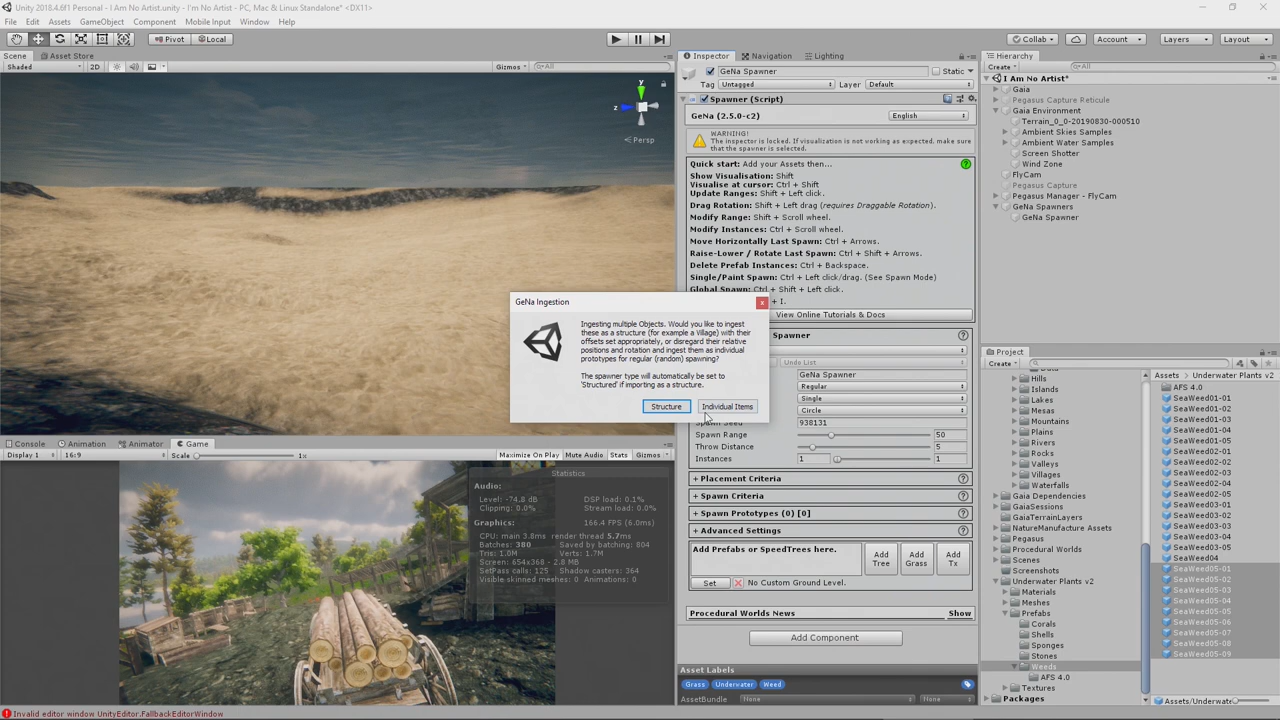 Unity 2018.4.6f1 Personal - I Am No Artist.unity - I'm No Artist - PC, Mac & Linux Standalone* <DX11>
File Edit Assets GameObject Component Mobile Input Window Help
Pivot Local Collab Account Layers Layout
Scene Asset Store
Shaded 2D Gizmos All
y
z
Persp
Console Animation Animator Game
Display 1 16:9 Scale 1x Maximize On Play Mute Audio Stats Gizmos
Statistics
Audio:
Level: -74.8 dB DSP load: 0.1%
Clipping: 0.0% Stream load: 0.0%
Graphics: 166.4 FPS (6.0ms)
CPU: main 3.8ms render thread 5.7ms
Batches: 380 Saved by batching: 804
Tris: 1.0M Verts: 1.7M
Screen: 654x368 - 2.8 MB
SetPass calls: 125 Shadow casters: 364
Visible skinned meshes: 0 Animations: 0
Inspector Navigation Lighting
GeNa Spawner Static
Tag Untagged Layer Default
Spawner (Script)
GeNa (2.5.0-c2) English
WARNING!
The inspector is locked. If visualization is not working as expected, make sure
that the spawner is selected.
Quick start: Add your Assets then...
Show Visualisation: Shift
Visualise at cursor: Ctrl + Shift
Update Ranges: Shift + Left click.
Drag Rotation: Shift + Left drag (requires Draggable Rotation).
Modify Range: Shift + Scroll wheel.
Modify Instances: Ctrl + Scroll wheel.
Move Horizontally Last Spawn: Ctrl + Arrows.
Raise-Lower / Rotate Last Spawn: Ctrl + Shift + Arrows.
Delete Prefab Instances: Ctrl + Backspace.
Single/Paint Spawn: Ctrl + Left click/drag. (See Spawn Mode)
Global Spawn: Ctrl + Shift + Left click.
+ I.
View Online Tutorials & Docs
Spawner
Undo List
GeNa Spawner
Regular
Single
Circle
Spawn Seed 938131
Spawn Range 50
Throw Distance 5
Instances 1 1
+ Placement Criteria
+ Spawn Criteria
+ Spawn Prototypes (0) [0]
+ Advanced Settings
Add Prefabs or SpeedTrees here.
Add Tree Add Grass Add Tx
Set No Custom Ground Level.
Procedural Worlds News Show
Add Component
Asset Labels
Grass Underwater Weed
AssetBundle None None
GeNa Ingestion
Ingesting multiple Objects. Would you like to ingest
these as a structure (for example a Village) with their
offsets set appropriately, or disregard their relative
positions and rotation and ingest them as individual
prototypes for regular (random) spawning?
The spawner type will automatically be set to
'Structured' if importing as a structure.
Structure Individual Items
Hierarchy
Create All
I Am No Artist*
Gaia
Pegasus Capture Reticule
Gaia Environment
Terrain_0_0-20190830-000510
Ambient Skies Samples
Ambient Water Samples
Screen Shotter
Wind Zone
FlyCam
Pegasus Capture
Pegasus Manager - FlyCam
GeNa Spawners
GeNa Spawner
Project
Create
Hills
Islands
Lakes
Mesas
Mountains
Plains
Rivers
Rocks
Valleys
Villages
Waterfalls
Gaia Dependencies
GaiaSessions
GaiaTerrainLayers
NatureManufacture Assets
Pegasus
Procedural Worlds
Scenes
Screenshots
Underwater Plants v2
Materials
Meshes
Prefabs
Corals
Shells
Sponges
Stones
Weeds
AFS 4.0
Textures
Packages
Assets Underwater Plants v2
AFS 4.0
SeaWeed01-01
SeaWeed01-02
SeaWeed01-03
SeaWeed01-04
SeaWeed01-05
SeaWeed02-01
SeaWeed02-02
SeaWeed02-03
SeaWeed02-04
SeaWeed02-05
SeaWeed03-01
SeaWeed03-02
SeaWeed03-03
SeaWeed03-04
SeaWeed03-05
SeaWeed04
SeaWeed05-01
SeaWeed05-02
SeaWeed05-03
SeaWeed05-04
SeaWeed05-05
SeaWeed05-06
SeaWeed05-07
SeaWeed05-08
SeaWeed05-09
Assets/Underwate
Invalid editor window UnityEditor.FallbackEditorWindow